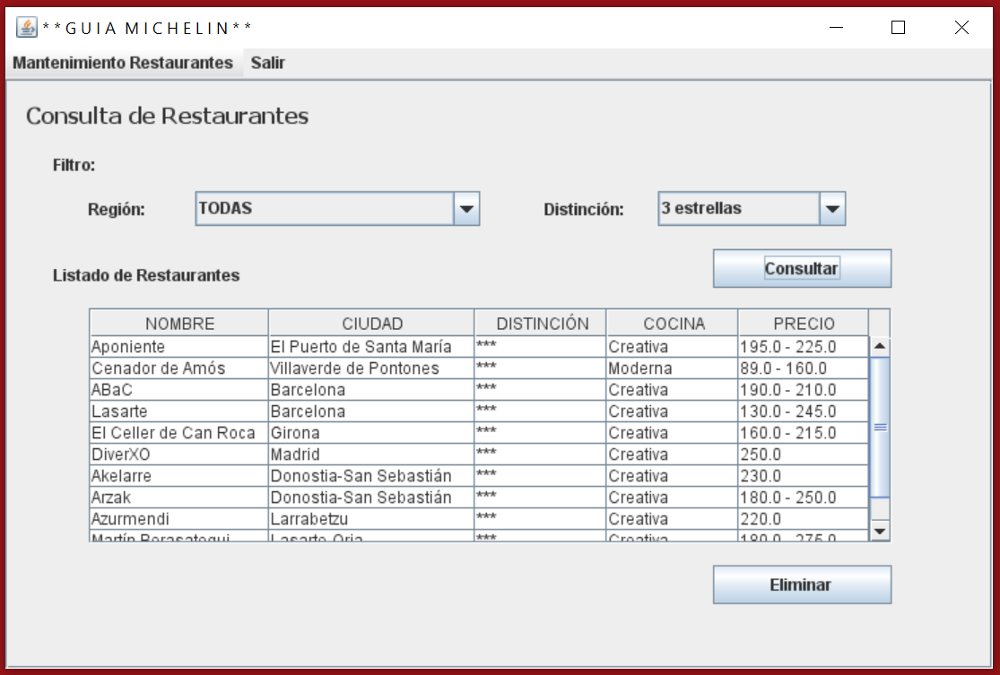 **GUIA MICHELIN**
Mantenimiento Restaurantes Salir
Consulta de Restaurantes
Filtro:
Región: TODAS Distinción: 3 estrellas
Consultar
Listado de Restaurantes
NOMBRE CIUDAD DISTINCIÓN COCINA PRECIO
Aponiente El Puerto de Santa María *** Creativa 195.0 - 225.0
Cenador de Amós Villaverde de Pontones *** Moderna 89.0 - 160.0
ABaC Barcelona *** Creativa 190.0 - 210.0
Lasarte Barcelona *** Creativa 130.0 - 245.0
El Celler de Can Roca Girona *** Creativa 160.0 - 215.0
DiverXO Madrid *** Creativa 250.0
Akelarre Donostia-San Sebastián *** Creativa 230.0
Arzak Donostia-San Sebastián *** Creativa 180.0 - 250.0
Azurmendi Larrabetzu *** Creativa 220.0
Martín Berasategui Lasarte-Oria *** Creativa 180.0 - 275.0
Eliminar